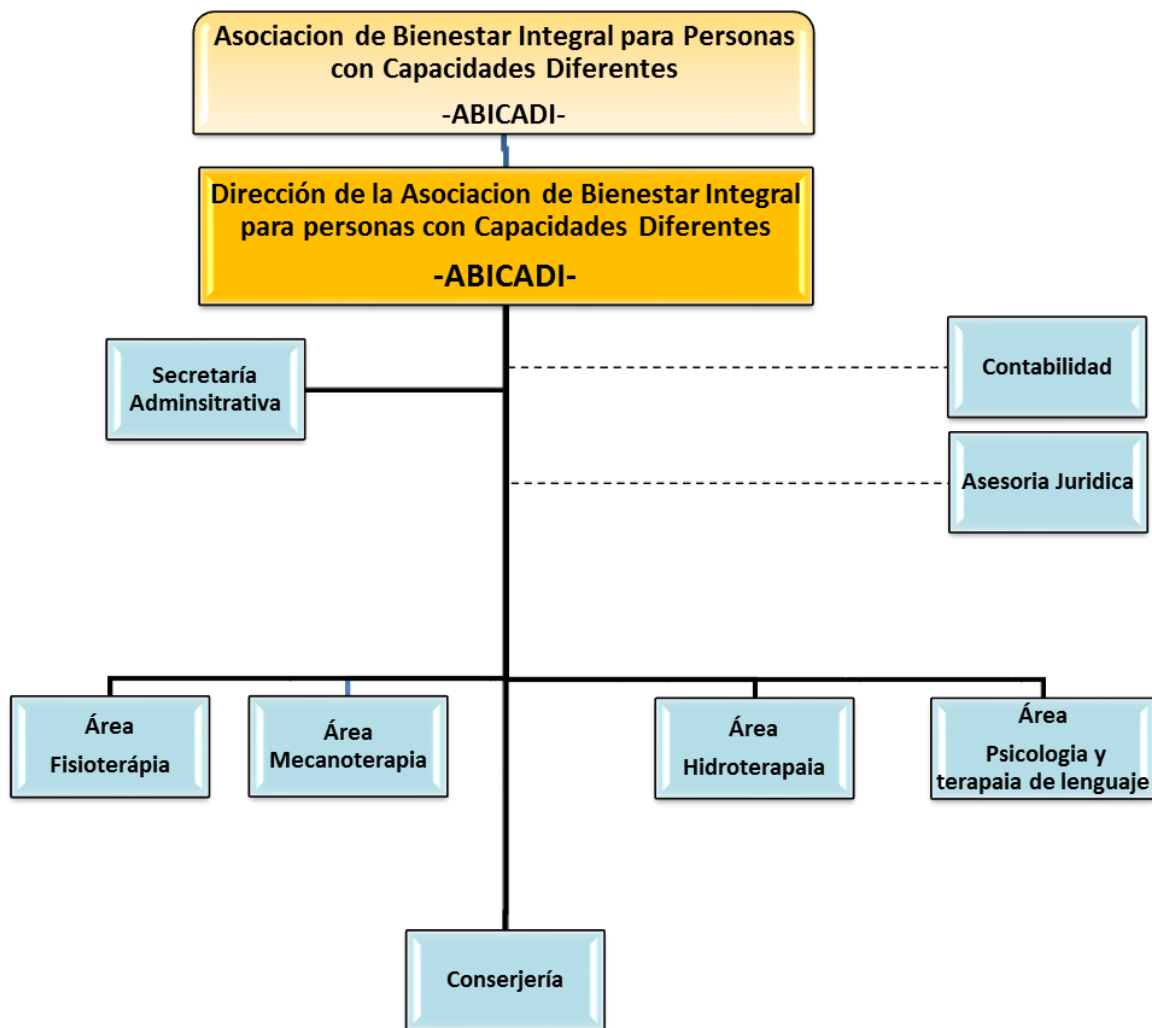 Asociacion de Bienestar Integral para Personas
con Capacidades Diferentes
-ABICADI-
Dirección de la Asociacion de Bienestar Integral
para personas con Capacidades Diferentes
-ABICADI-
Secretaría
Adminsitrativa
Contabilidad
Asesoria Juridica
Área
Fisioterápia
Área
Mecanoterapia
Área
Hidroterapaia
Área
Psicologia y
terapaia de lenguaje
Conserjería